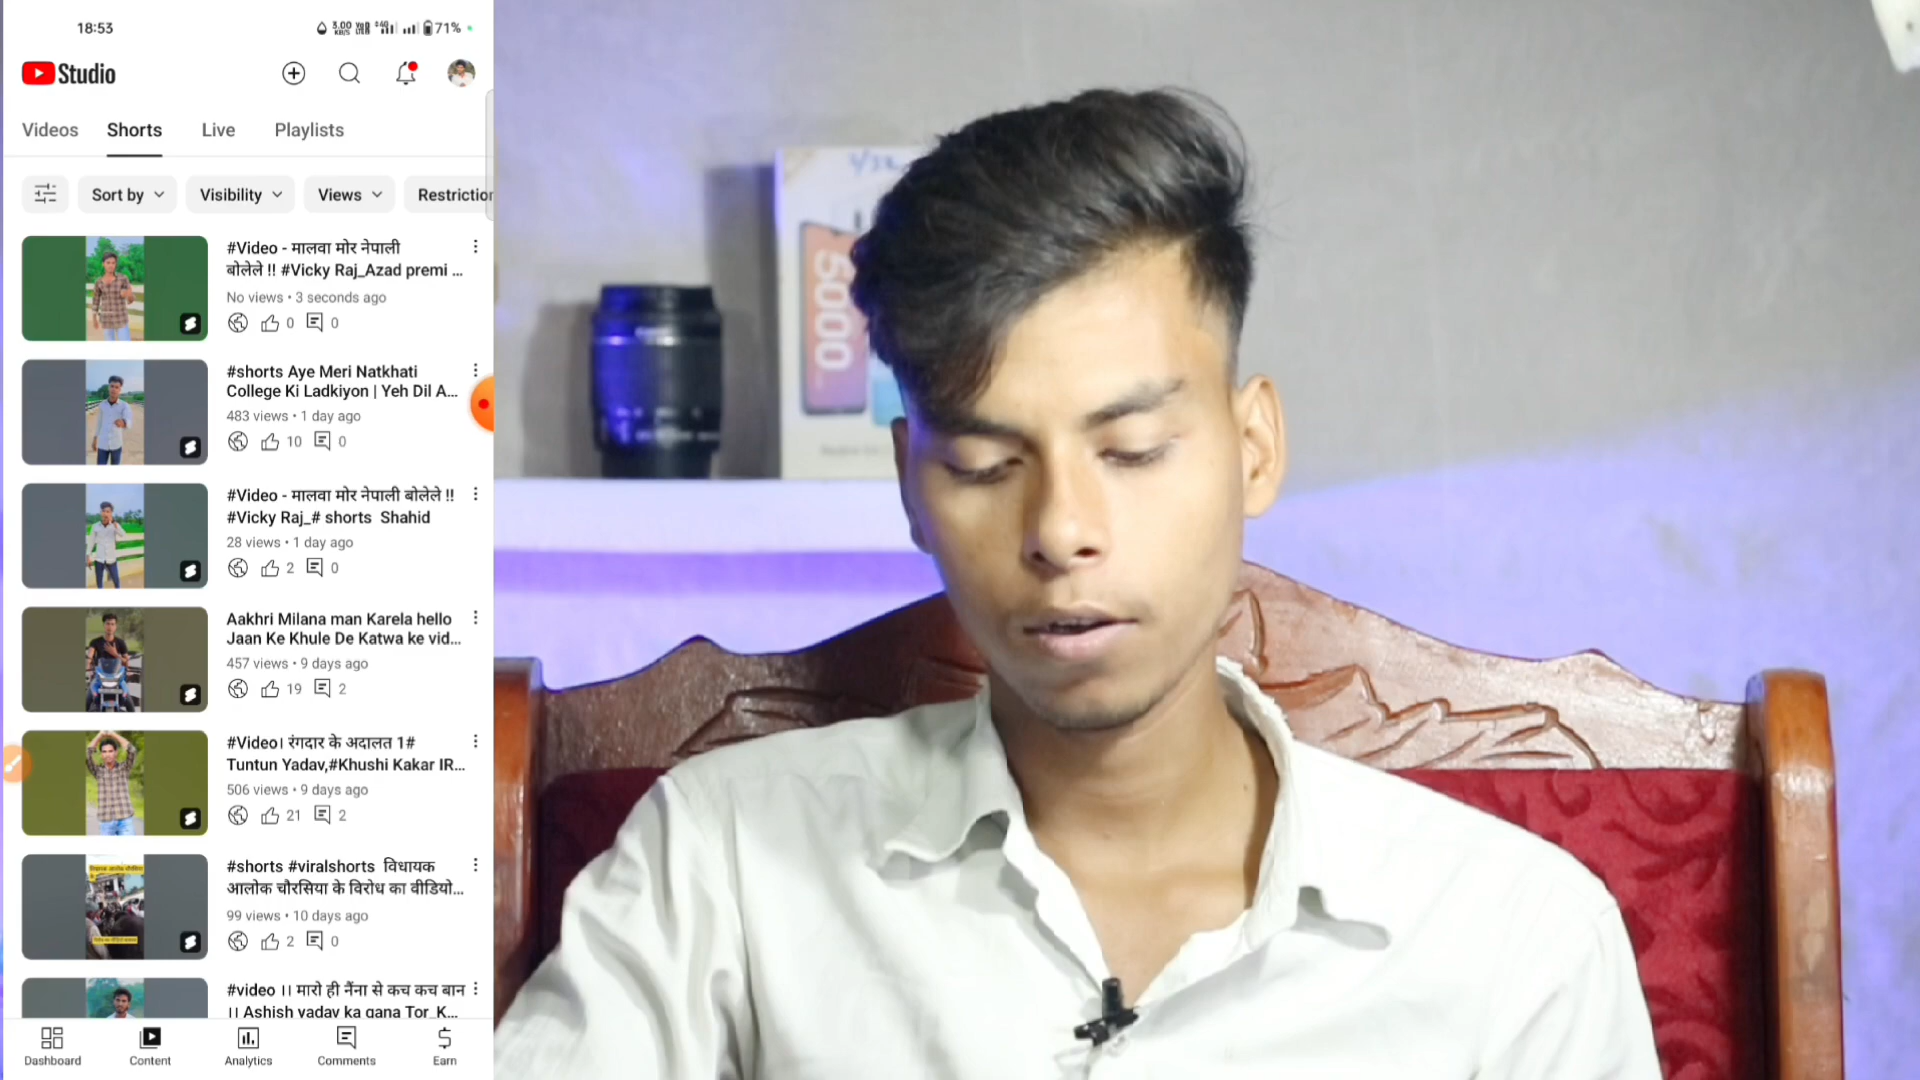 18:53
3.00 KB/S
4G
71%
Studio
Videos
Shorts
Live
Playlists
Sort by
Visibility
Views
Restriction
#Video - मालवा मोर नेपाली
बोलेले !! #Vicky Raj_Azad premi ...
No views • 3 seconds ago
0
0
#shorts Aye Meri Natkhati
College Ki Ladkiyon | Yeh Dil A...
483 views • 1 day ago
10
0
#Video - मालवा मोर नेपाली बोलेले !!
#Vicky Raj_# shorts Shahid
28 views • 1 day ago
2
0
Aakhri Milana man Karela hello
Jaan Ke Khule De Katwa ke vid...
457 views • 9 days ago
19
2
#Video। रंगदार के अदालत 1#
Tuntun Yadav,#Khushi Kakar IR...
506 views • 9 days ago
21
2
#shorts #viralshorts विधायक
आलोक चौरसिया के विरोध का वीडियो...
99 views • 10 days ago
2
0
#video ।। मारो ही नैंना से कच कच बान
।। Ashish yadav ka gana Tor_K...
Dashboard
Content
Analytics
Comments
Earn
5000